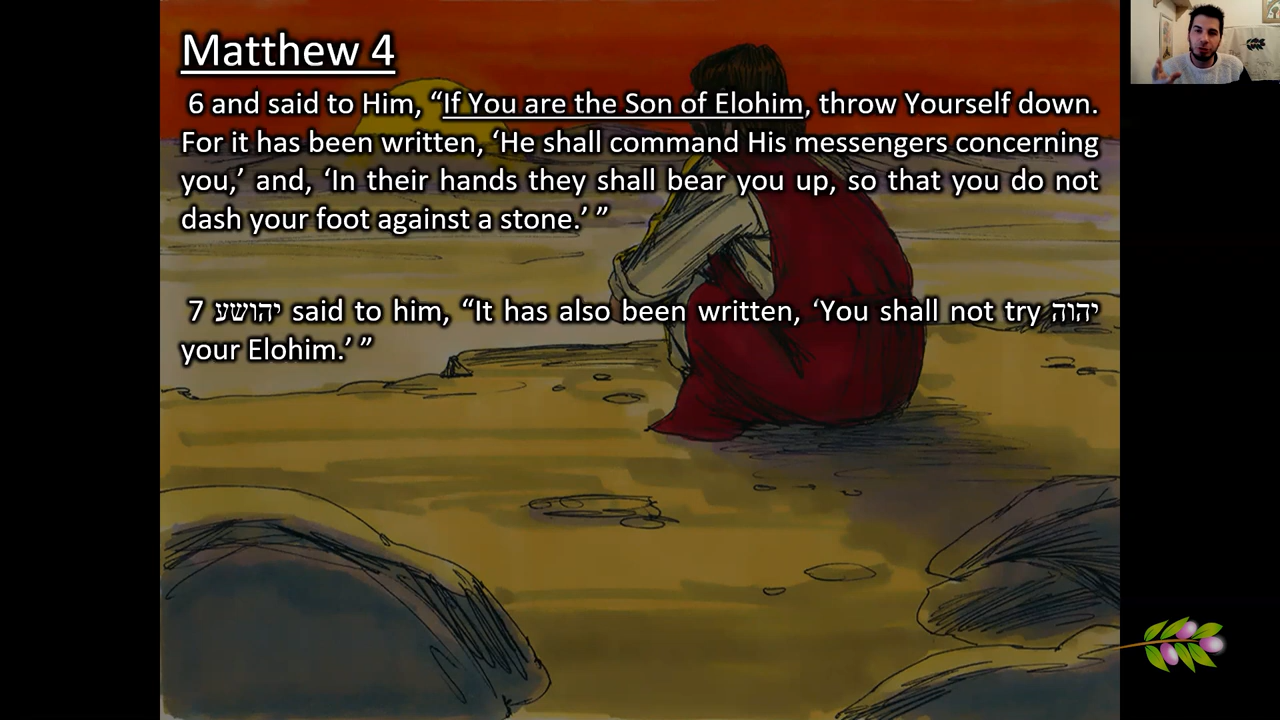 Matthew 4
6 and said to Him, “If You are the Son of Elohim, throw Yourself down.
For it has been written, ‘He shall command His messengers concerning
you,’ and, ‘In their hands they shall bear you up, so that you do not
dash your foot against a stone.’ ”
7 יהושע said to him, “It has also been written, ‘You shall not try יהוה
your Elohim.’ ”